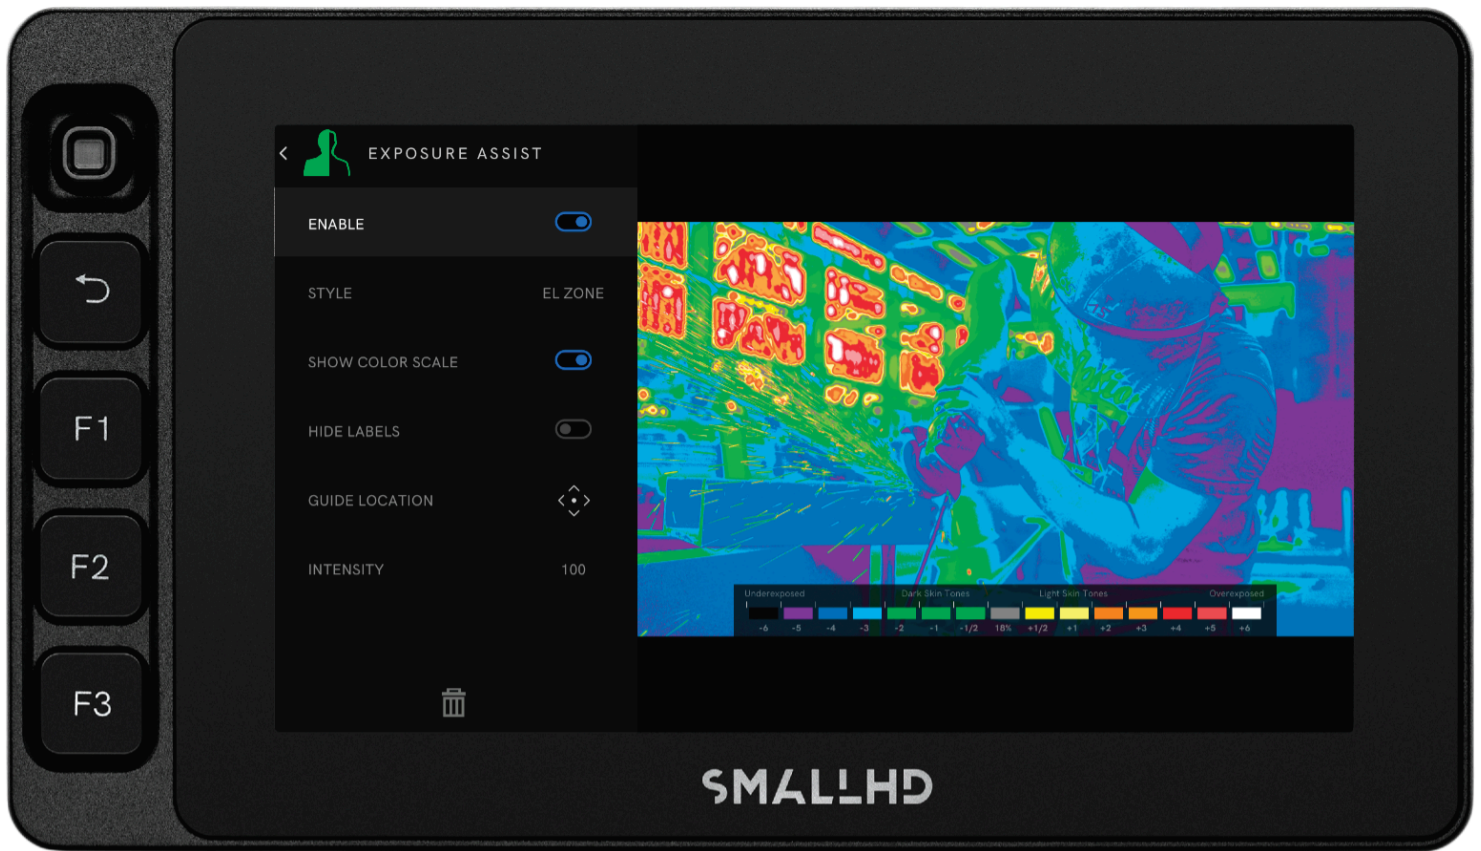 EXPOSURE ASSIST
ENABLE
STYLE EL ZONE
SHOW COLOR SCALE
HIDE LABELS
GUIDE LOCATION
INTENSITY 100
F1
F2
F3
Underexposed Dark Skin Tones Light Skin Tones Overexposed
-6 -5 -4 -3 -2 -1 -1/2 18% +1/2 +1 +2 +3 +4 +5 +6
SMALLHD